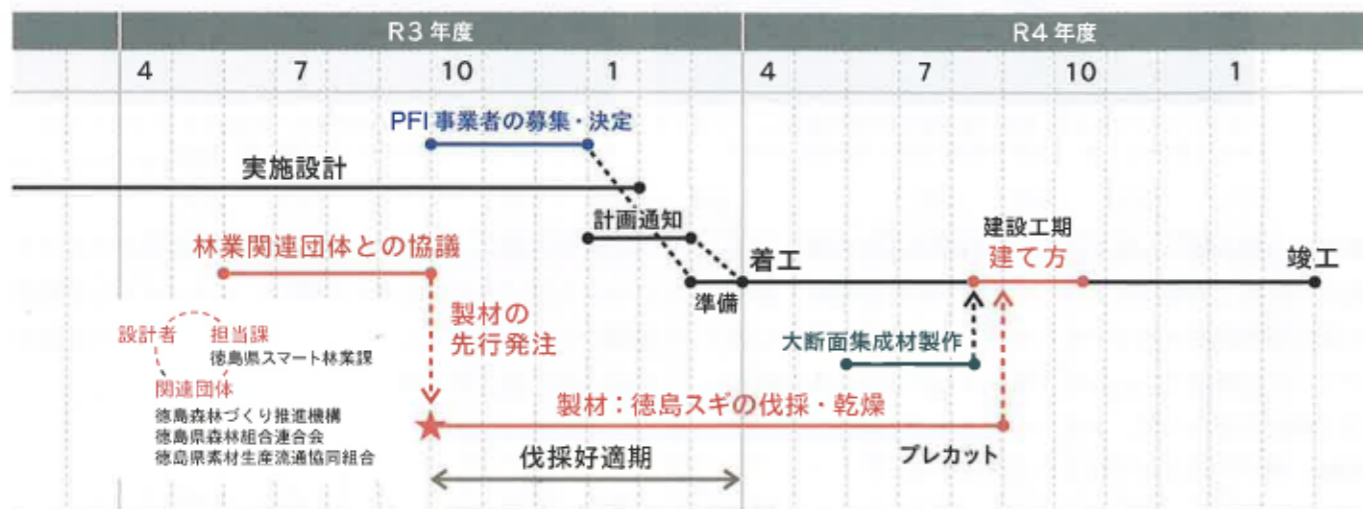 R3 年度
R4 年度
4
7
10
1
4
7
10
1
PFI 事業者の募集・決定
実施設計
計画通知
林業関連団体との協議
着工
建設工期
建て方
竣工
準備
製材の
先行発注
設計者
担当課
徳島県スマート林業課
関連団体
徳島森林づくり推進機構
徳島県森林組合連合会
徳島県素材生産流通協同組合
大断面集成材製作
製材：徳島スギの伐採・乾燥
プレカット
伐採好適期